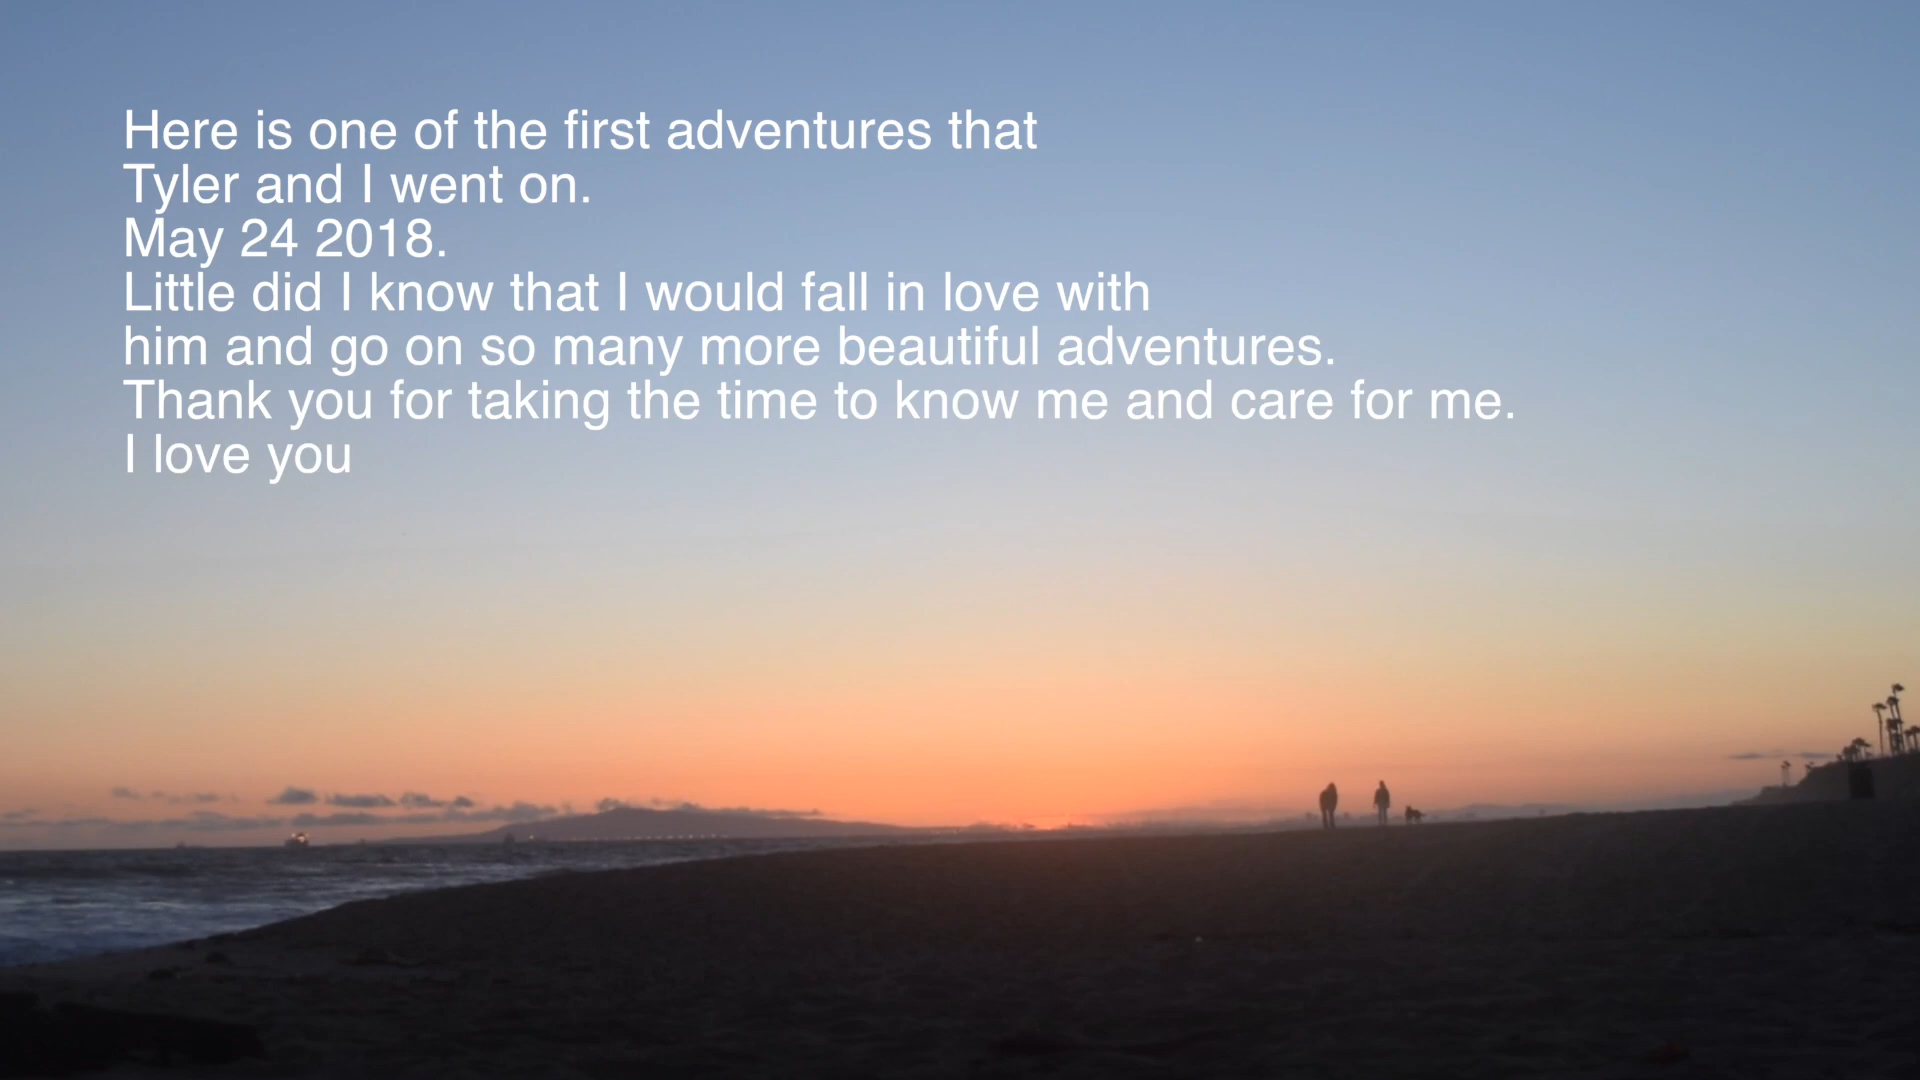 Here is one of the first adventures that
Tyler and I went on.
May 24 2018.
Little did I know that I would fall in love with
him and go on so many more beautiful adventures.
Thank you for taking the time to know me and care for me.
I love you